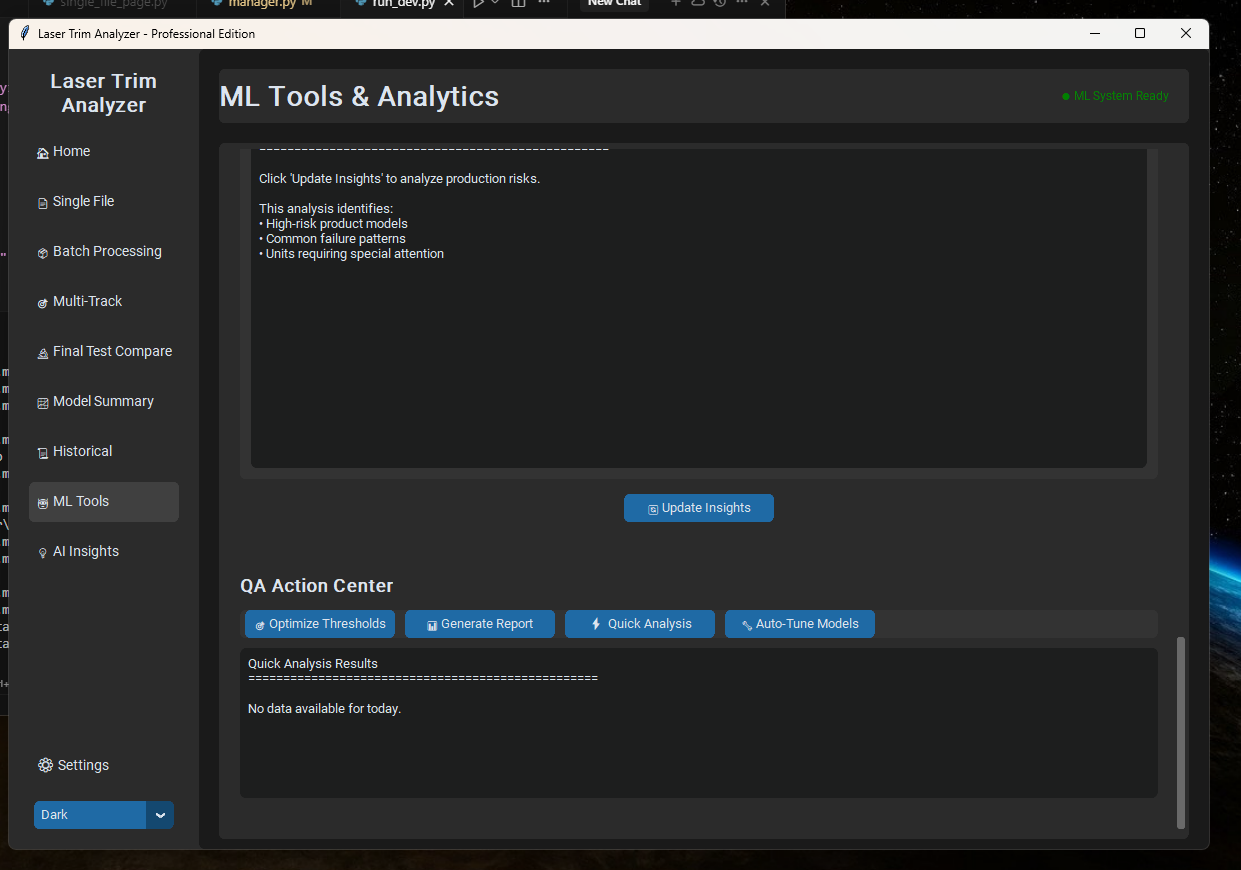 single_file_page.py
manager.py M
run_dev.py
New Chat
Laser Trim Analyzer - Professional Edition
Laser Trim
Analyzer
Home
Single File
Batch Processing
Multi-Track
Final Test Compare
Model Summary
Historical
ML Tools
AI Insights
Settings
Dark
ML Tools & Analytics
● ML System Ready
==================================================
Click 'Update Insights' to analyze production risks.
This analysis identifies:
• High-risk product models
• Common failure patterns
• Units requiring special attention
Update Insights
QA Action Center
Optimize Thresholds
Generate Report
Quick Analysis
Auto-Tune Models
Quick Analysis Results
==================================================
No data available for today.